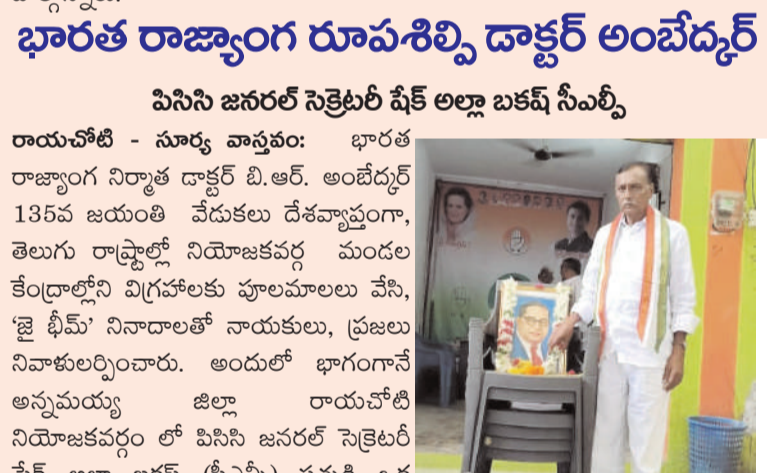 భారత రాజ్యాంగ రూపశిల్పి డాక్టర్ అంబేద్కర్
పిసిసి జనరల్ సెక్రెటరీ షేక్ అల్లా బకష్ సీఎల్పీ
రాయచోటి - సూర్య వాస్తవం: భారత
రాజ్యాంగ నిర్మాత డాక్టర్ బి.ఆర్. అంబేద్కర్
135వ జయంతి వేడుకలు దేశవ్యాప్తంగా,
తెలుగు రాష్ట్రాల్లో నియోజకవర్గ మండల
కేంద్రాల్లోని విగ్రహాలకు పూలమాలలు వేసి,
‘జై భీమ్’ నినాదాలతో నాయకులు, ప్రజలు
నివాళులర్పించారు. అందులో భాగంగానే
అన్నమయ్య జిల్లా రాయచోటి
నియోజకవర్గం లో పిసిసి జనరల్ సెక్రెటరీ